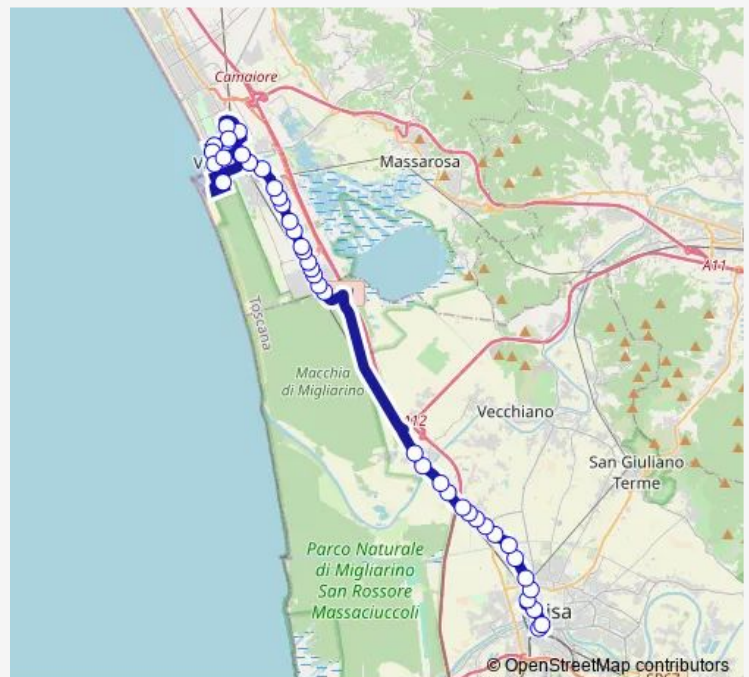 Camaiore
V
Massarosa
A11
Toscana
Macchia
di Migliarino
A12
Vecchiano
San Giuliano
Terme
Parco Naturale
di Migliarino
San Rossore
Massaciuccoli
isa
© OpenStreetMap contributors